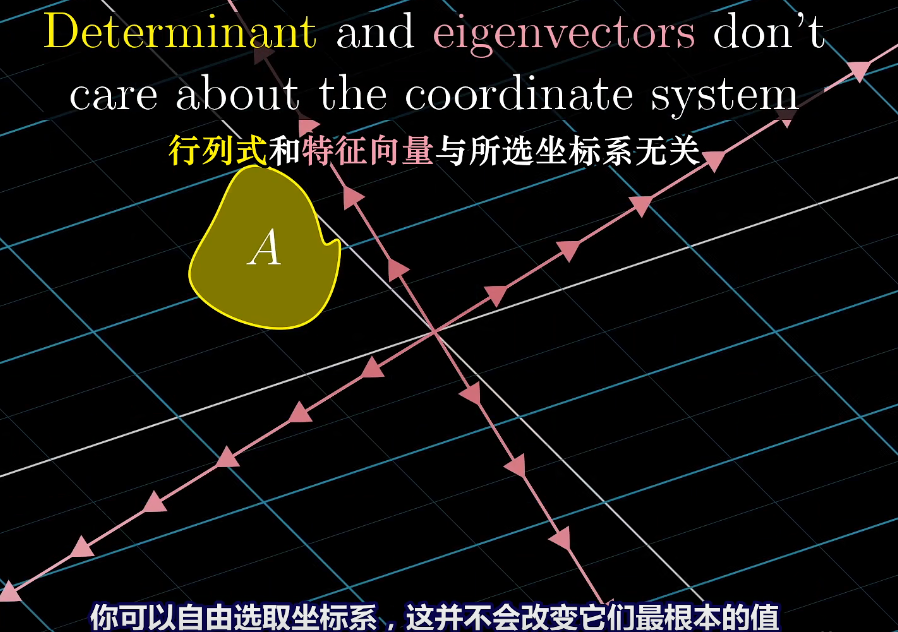 Determinant and eigenvectors don't
care about the coordinate system
行列式和特征向量与所选坐标系无关
A
你可以自由选取坐标系，这并不会改变它们最根本的值